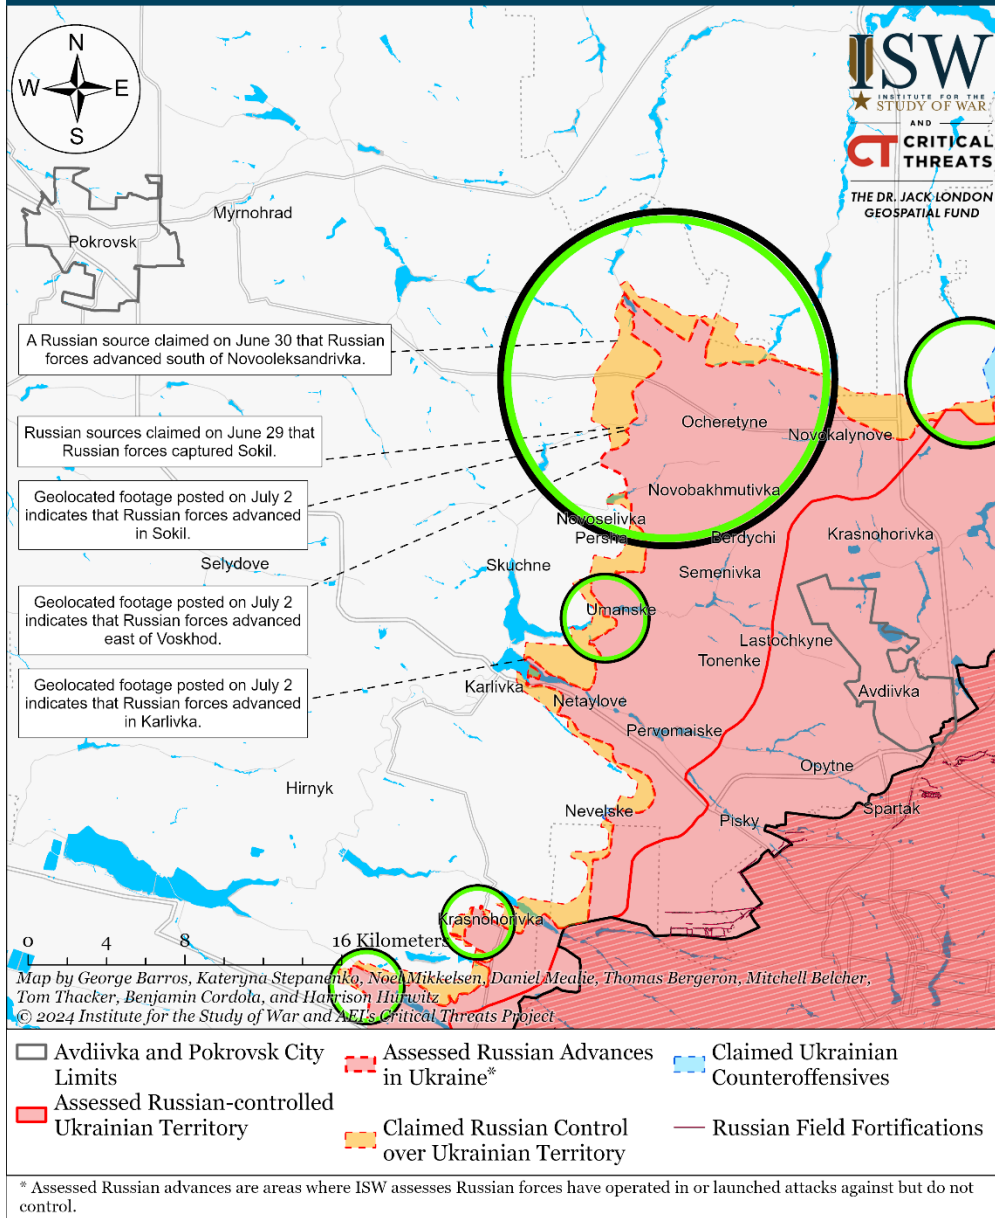 N
W E
S
ISW
INSTITUTE FOR THE
STUDY OF WAR
AND
CT CRITICAL
THREATS
THE DR. JACK LONDON
GEOSPATIAL FUND
Myrnohrad
Pokrovsk
A Russian source claimed on June 30 that Russian
forces advanced south of Novooleksandrivka.
Russian sources claimed on June 29 that
Russian forces captured Sokil.
Geolocated footage posted on July 2
indicates that Russian forces advanced
in Sokil.
Geolocated footage posted on July 2
indicates that Russian forces advanced
east of Voskhod.
Geolocated footage posted on July 2
indicates that Russian forces advanced
in Karlivka.
Ocheretyne
Novokalynove
Novobakhmutivka
Novoselivka
Persha
Berdychi
Krasnohorivka
Selydove
Skuchne
Semenivka
Umanske
Lastochkyne
Tonenke
Karlivka
Netaylove
Avdiivka
Pervomaiske
Opytne
Hirnyk
Nevelske
Pisky
Spartak
Krasnohorivka
0 4 8 16 Kilometers
Map by George Barros, Kateryna Stepanenko, Noel Mikkelsen, Daniel Mealie, Thomas Bergeron, Mitchell Belcher,
Tom Thacker, Benjamin Cordola, and Harrison Hurwitz
© 2024 Institute for the Study of War and AEI's Critical Threats Project
Avdiivka and Pokrovsk City
Limits
Assessed Russian-controlled
Ukrainian Territory
Assessed Russian Advances
in Ukraine*
Claimed Russian Control
over Ukrainian Territory
Claimed Ukrainian
Counteroffensives
Russian Field Fortifications
* Assessed Russian advances are areas where ISW assesses Russian forces have operated in or launched attacks against but do not
control.